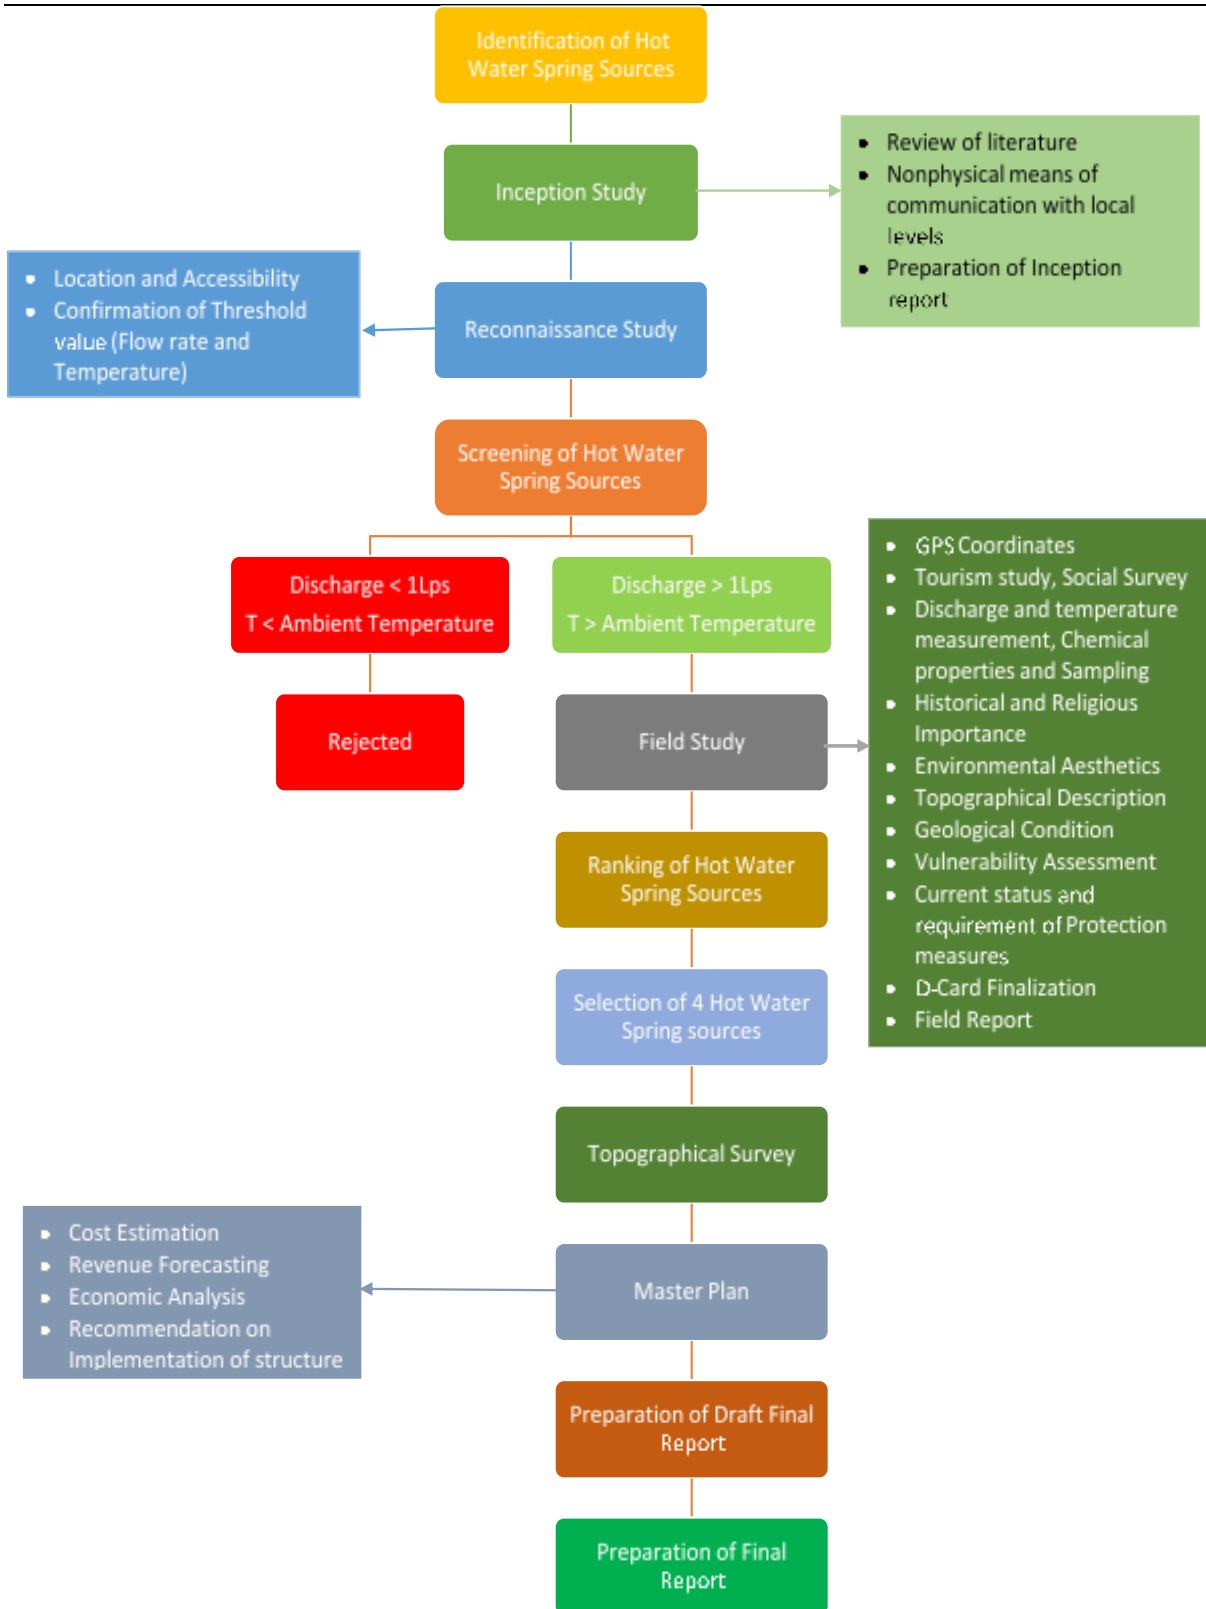 Identification of Hot
Water Spring Sources
Inception Study
• Review of literature
• Nonphysical means of
communication with local
levels
• Preparation of Inception
report
• Location and Accessibility
• Confirmation of Threshold
value (Flow rate and
Temperature)
Reconnaissance Study
Screening of Hot Water
Spring Sources
Discharge < 1Lps
T < Ambient Temperature
Discharge > 1Lps
T > Ambient Temperature
Rejected
Field Study
• GPS Coordinates
• Tourism study, Social Survey
• Discharge and temperature
measurement, Chemical
properties and Sampling
• Historical and Religious
Importance
• Environmental Aesthetics
• Topographical Description
• Geological Condition
• Vulnerability Assessment
• Current status and
requirement of Protection
measures
• D-Card Finalization
• Field Report
Ranking of Hot Water
Spring Sources
Selection of 4 Hot Water
Spring sources
Topographical Survey
• Cost Estimation
• Revenue Forecasting
• Economic Analysis
• Recommendation on
Implementation of structure
Master Plan
Preparation of Draft Final
Report
Preparation of Final
Report